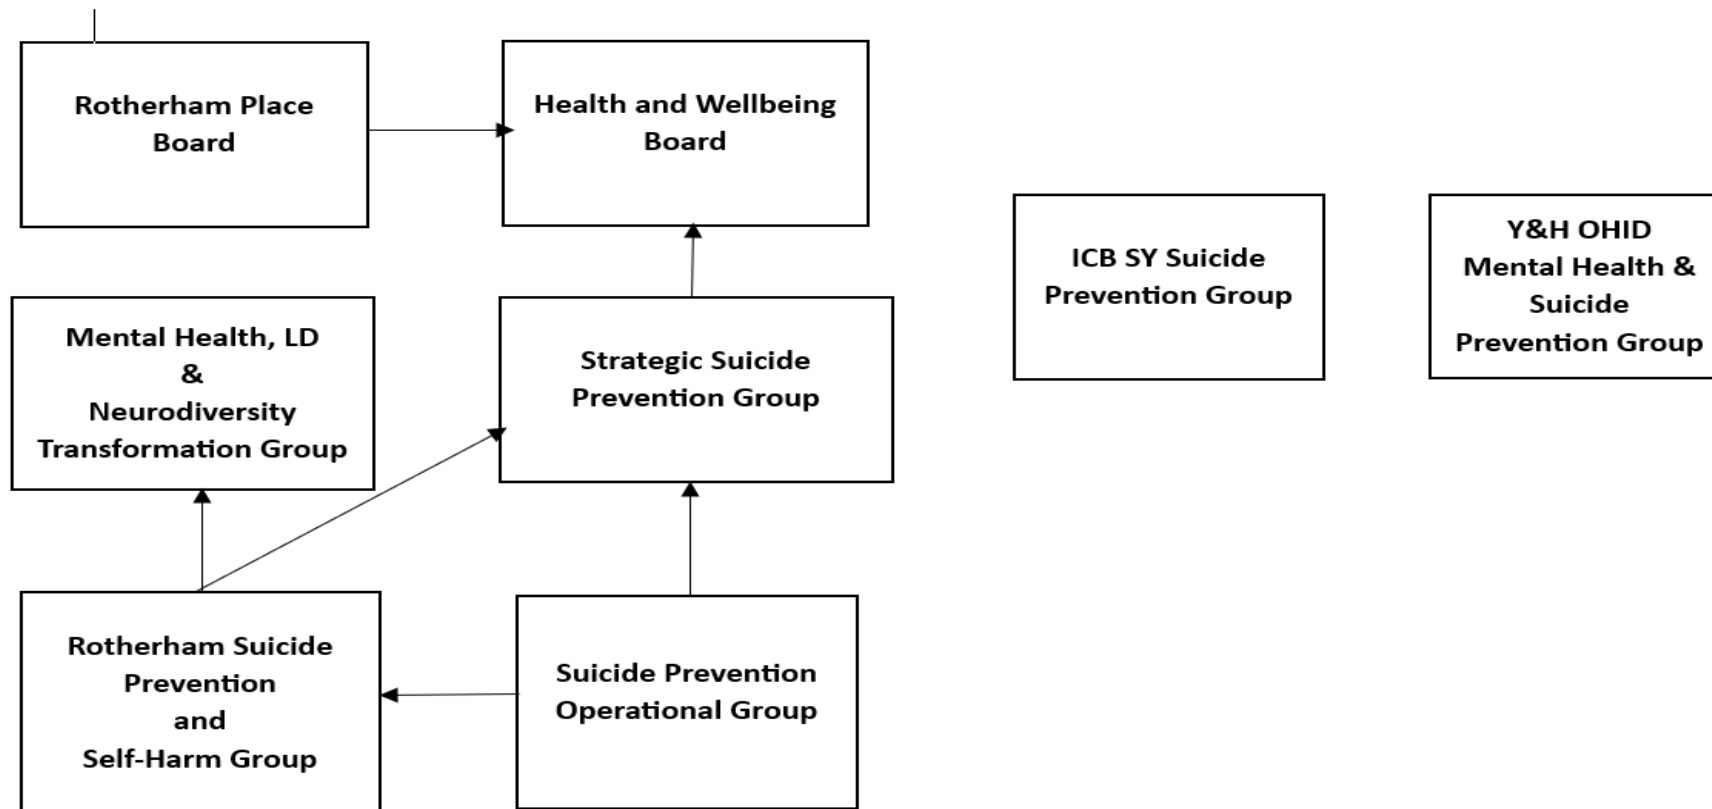 Rotherham Place
Board
Health and Wellbeing
Board
ICB SY Suicide
Prevention Group
Y&H OHID
Mental Health &
Suicide
Prevention Group
Mental Health, LD
&
Neurodiversity
Transformation Group
Strategic Suicide
Prevention Group
Rotherham Suicide
Prevention
and
Self-Harm Group
Suicide Prevention
Operational Group